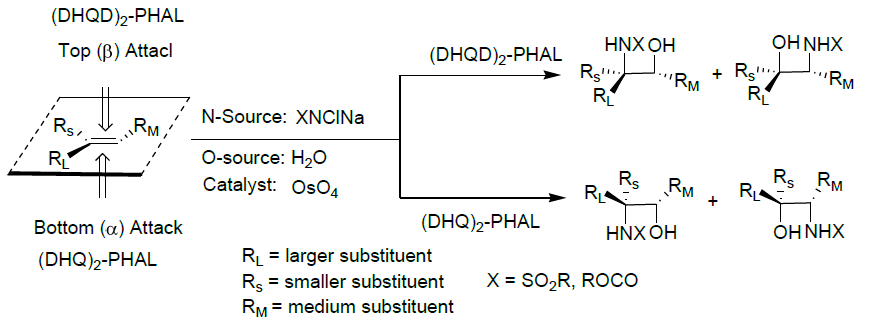 (DHQD)2-PHAL
Top (β) Attacl
Rs
RM
RL
Bottom (α) Attack
(DHQ)2-PHAL
N-Source: XNClNa
O-source: H2O
Catalyst: OsO4
(DHQD)2-PHAL
(DHQ)2-PHAL
HNX OH
Rs
RL
RM
+
OH NHX
Rs
RL
RM
RL
Rs
RM
HNX OH
+
RL
Rs
RM
OH NHX
RL = larger substituent
Rs = smaller substituent
RM = medium substituent
X = SO2R, ROCO